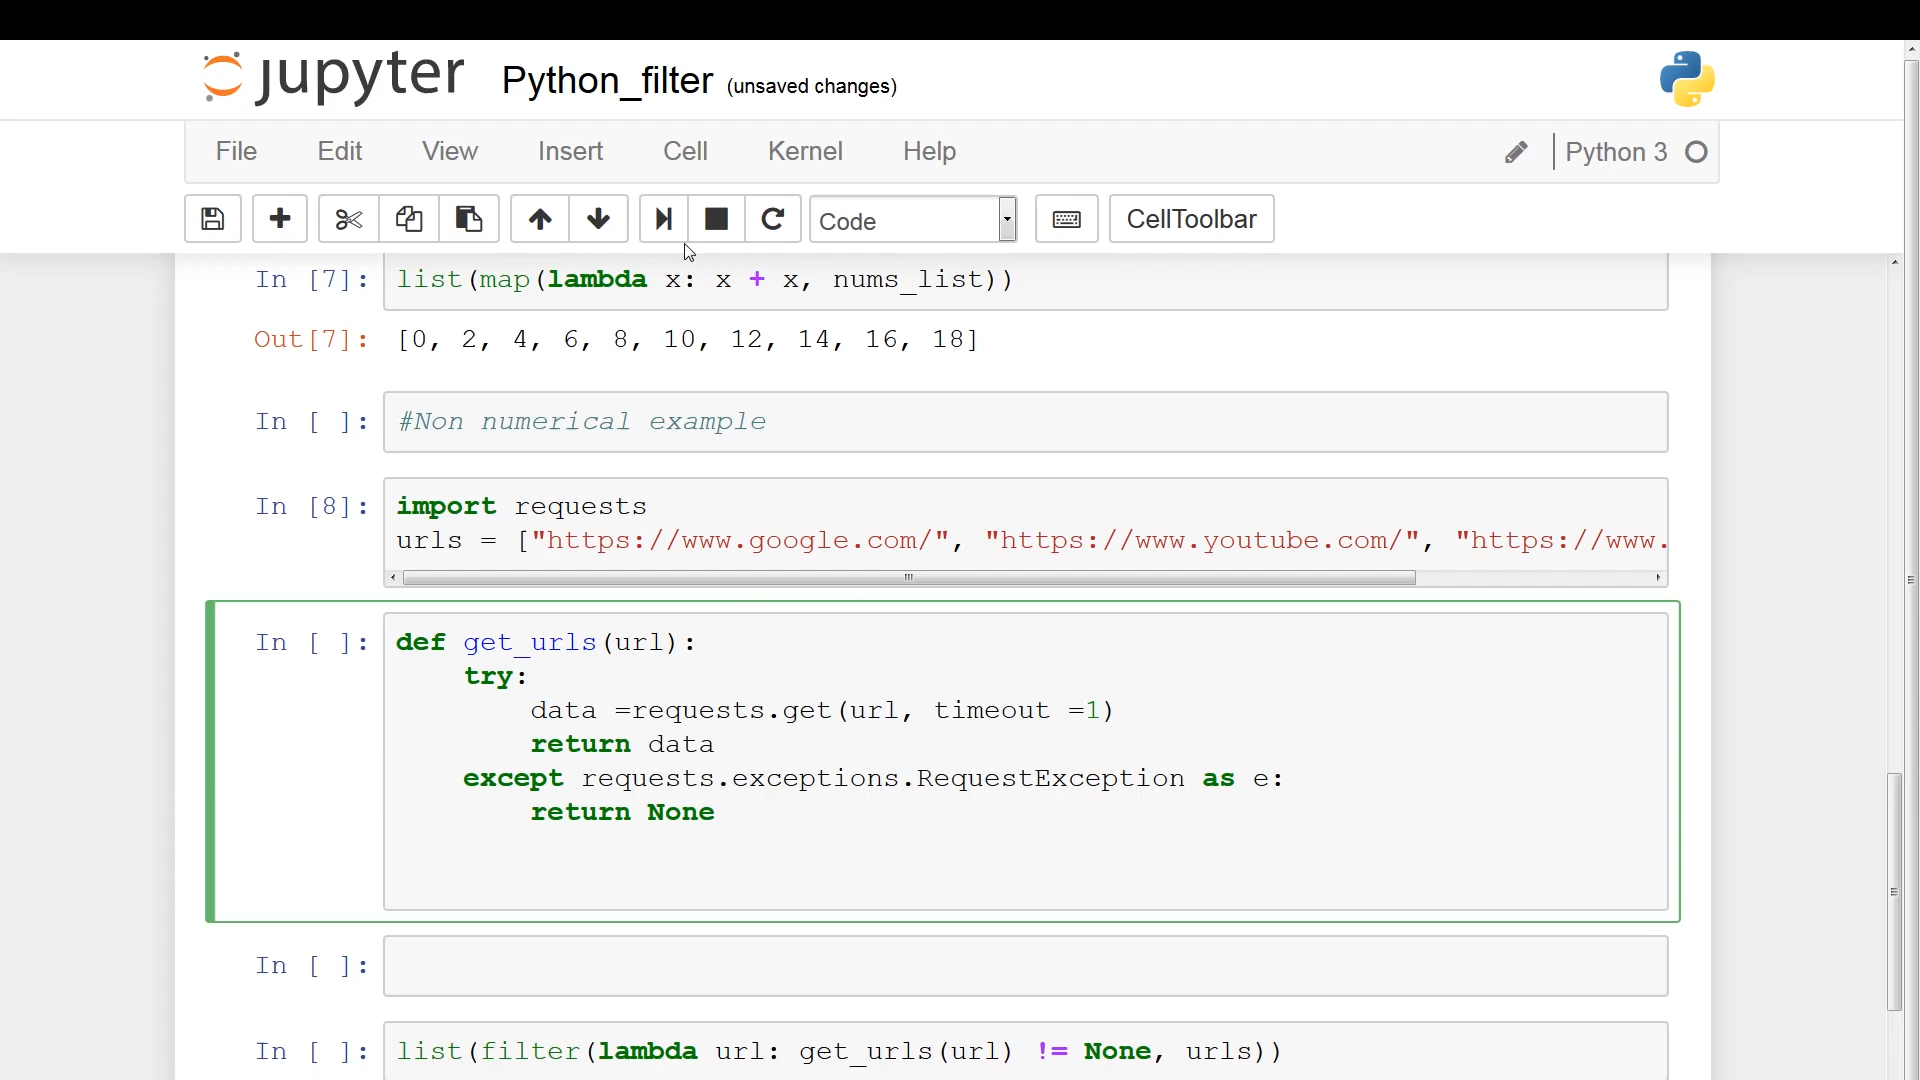 jupyter Python_filter (unsaved changes)
File Edit View Insert Cell Kernel Help Python 3
Code CellToolbar
In [7]: list(map(lambda x: x + x, nums_list))
Out[7]: [0, 2, 4, 6, 8, 10, 12, 14, 16, 18]
In [ ]: #Non numerical example
In [8]: import requests
urls = ["https://www.google.com/", "https://www.youtube.com/", "https://www.
In [ ]: def get_urls(url):
try:
data =requests.get(url, timeout =1)
return data
except requests.exceptions.RequestException as e:
return None
In [ ]:
In [ ]: list(filter(lambda url: get_urls(url) != None, urls))